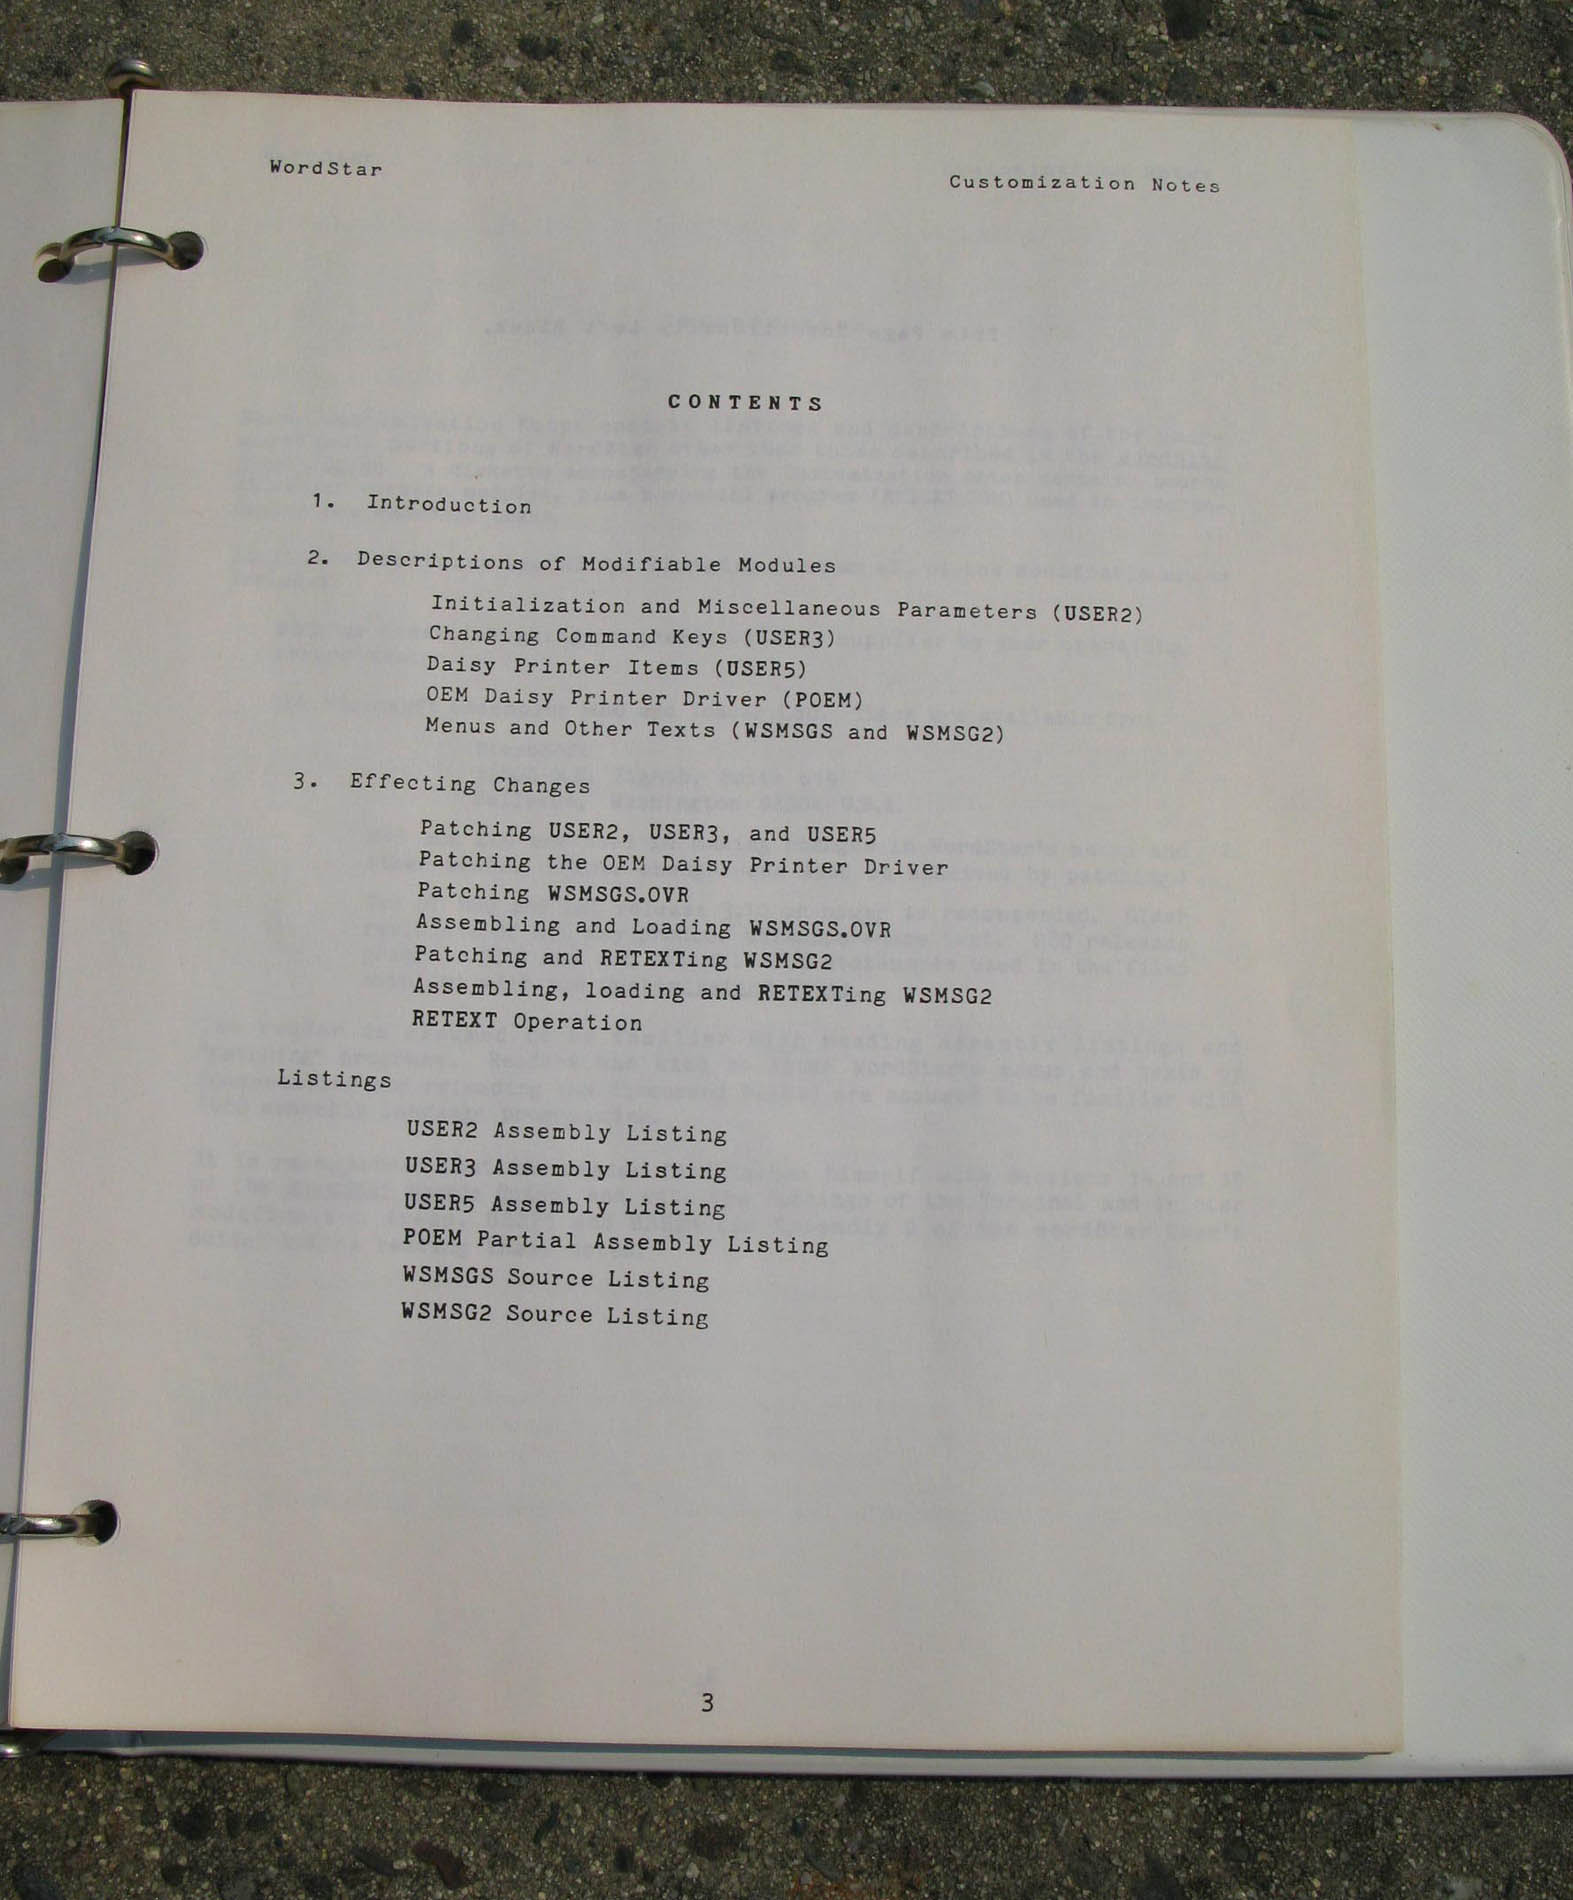 WordStar
Customization Notes
CONTENTS
1. Introduction
2. Descriptions of Modifiable Modules
Initialization and Miscellaneous Parameters (USER2)
Changing Command Keys (USER3)
Daisy Printer Items (USER5)
OEM Daisy Printer Driver (POEM)
Menus and Other Texts (WSMSGS and WSMSG2)
3. Effecting Changes
Patching USER2, USER3, and USER5
Patching the OEM Daisy Printer Driver
Patching WSMSGS.OVR
Assembling and Loading WSMSGS.OVR
Patching and RETEXTing WSMSG2
Assembling, loading and RETEXTing WSMSG2
RETEXT Operation
Listings
USER2 Assembly Listing
USER3 Assembly Listing
USER5 Assembly Listing
POEM Partial Assembly Listing
WSMSGS Source Listing
WSMSG2 Source Listing
3